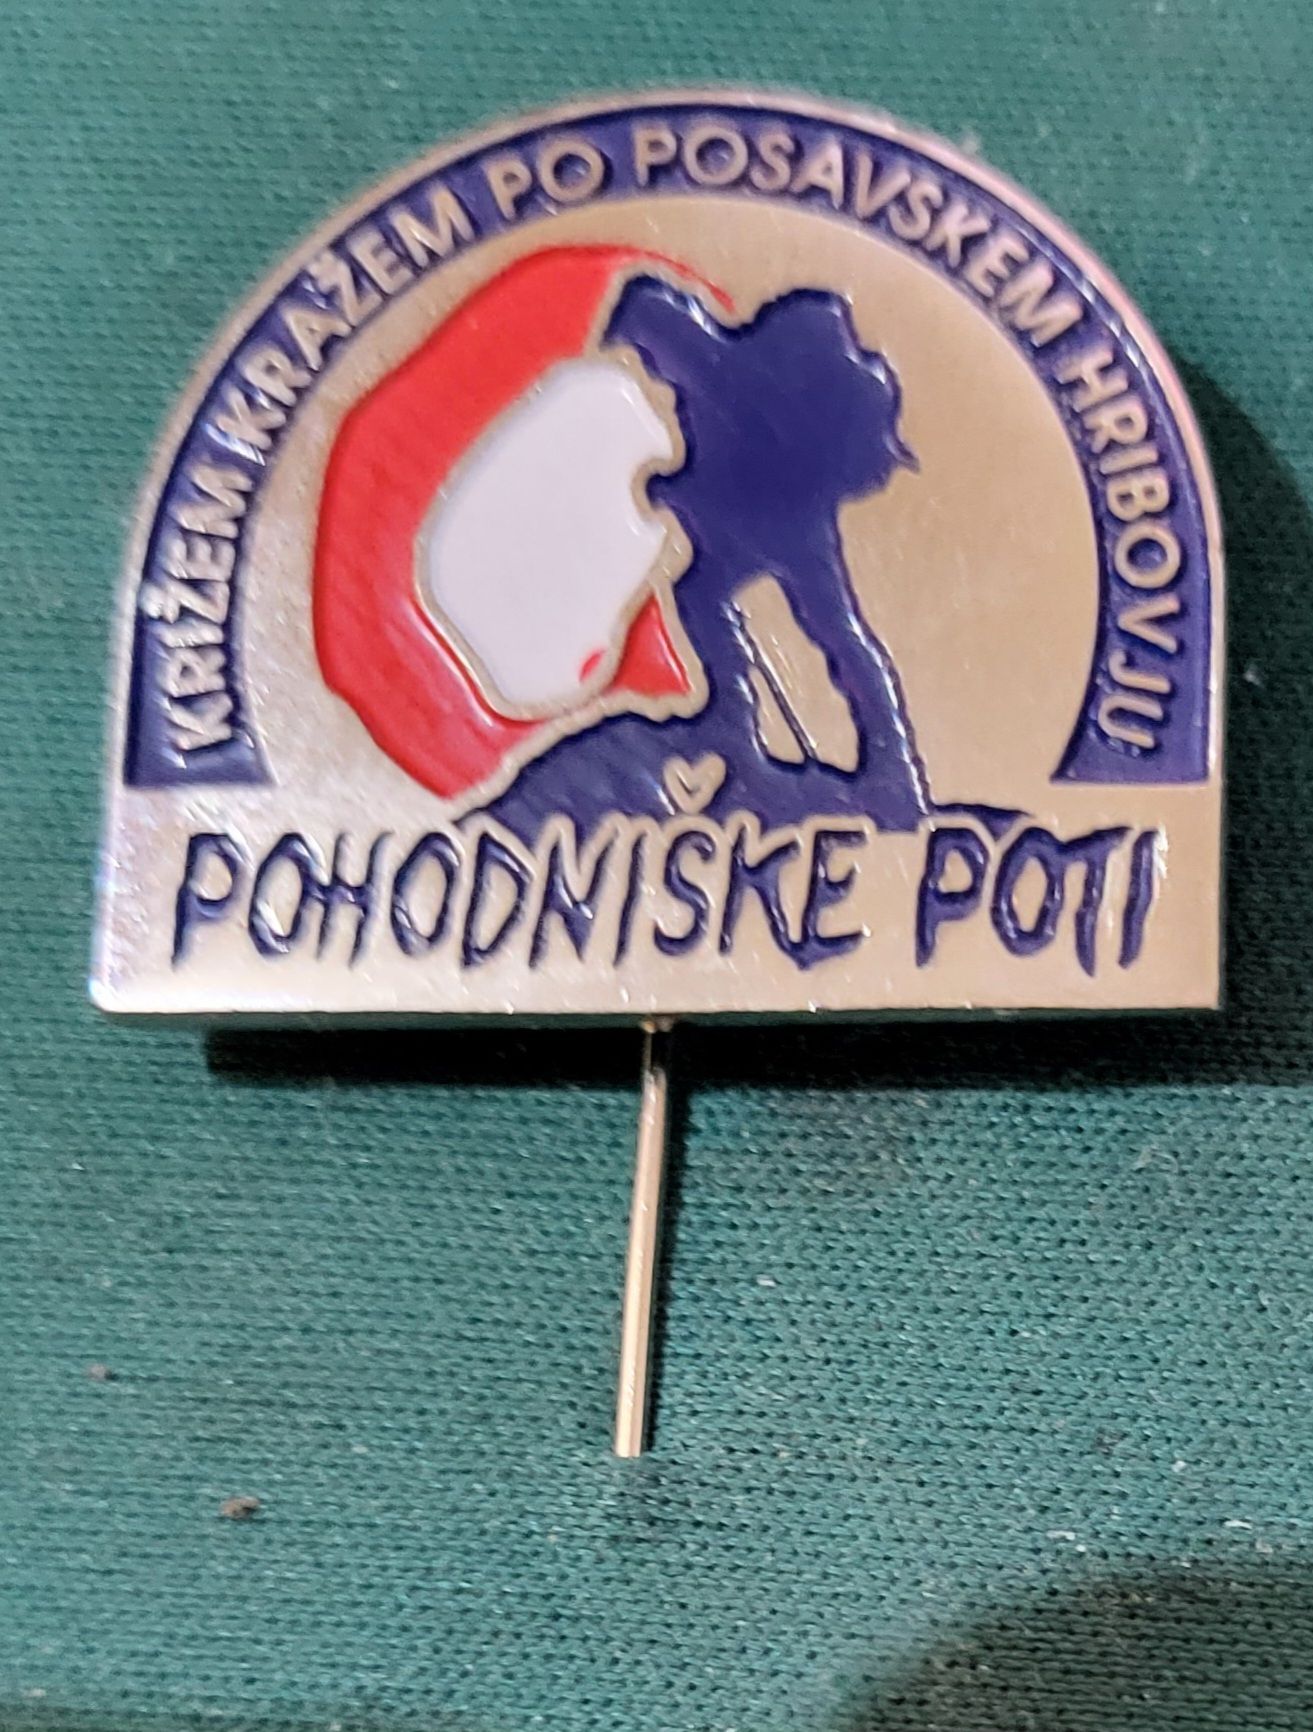 KRIŽEM KRAŽEM PO POSAVSKEM HRIBOVJU
POHODNIŠKE POTI